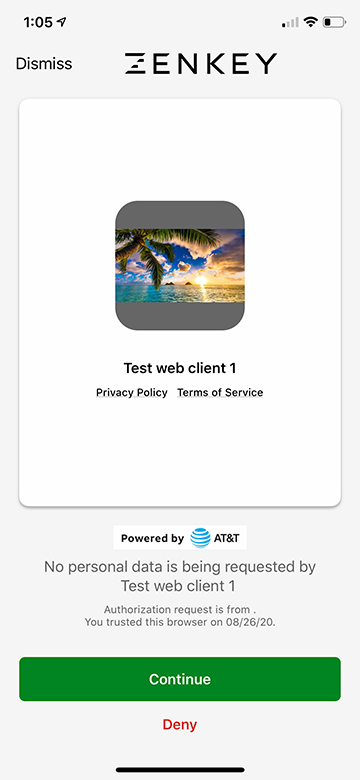 1:05
Dismiss
ZENKEY
Test web client 1
Privacy Policy Terms of Service
Powered by AT&T
No personal data is being requested by
Test web client 1
Authorization request is from .
You trusted this browser on 08/26/20.
Continue
Deny